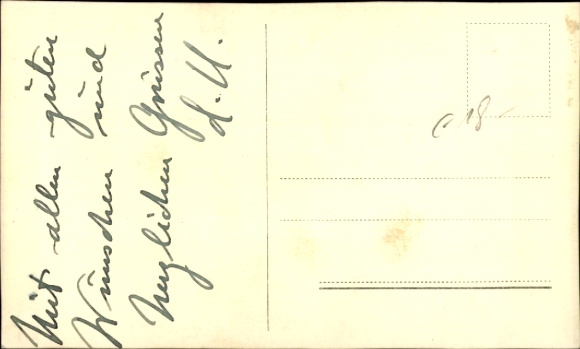 Mit allen guten
Wünschen und
herzlichen Grüssen
d. U.